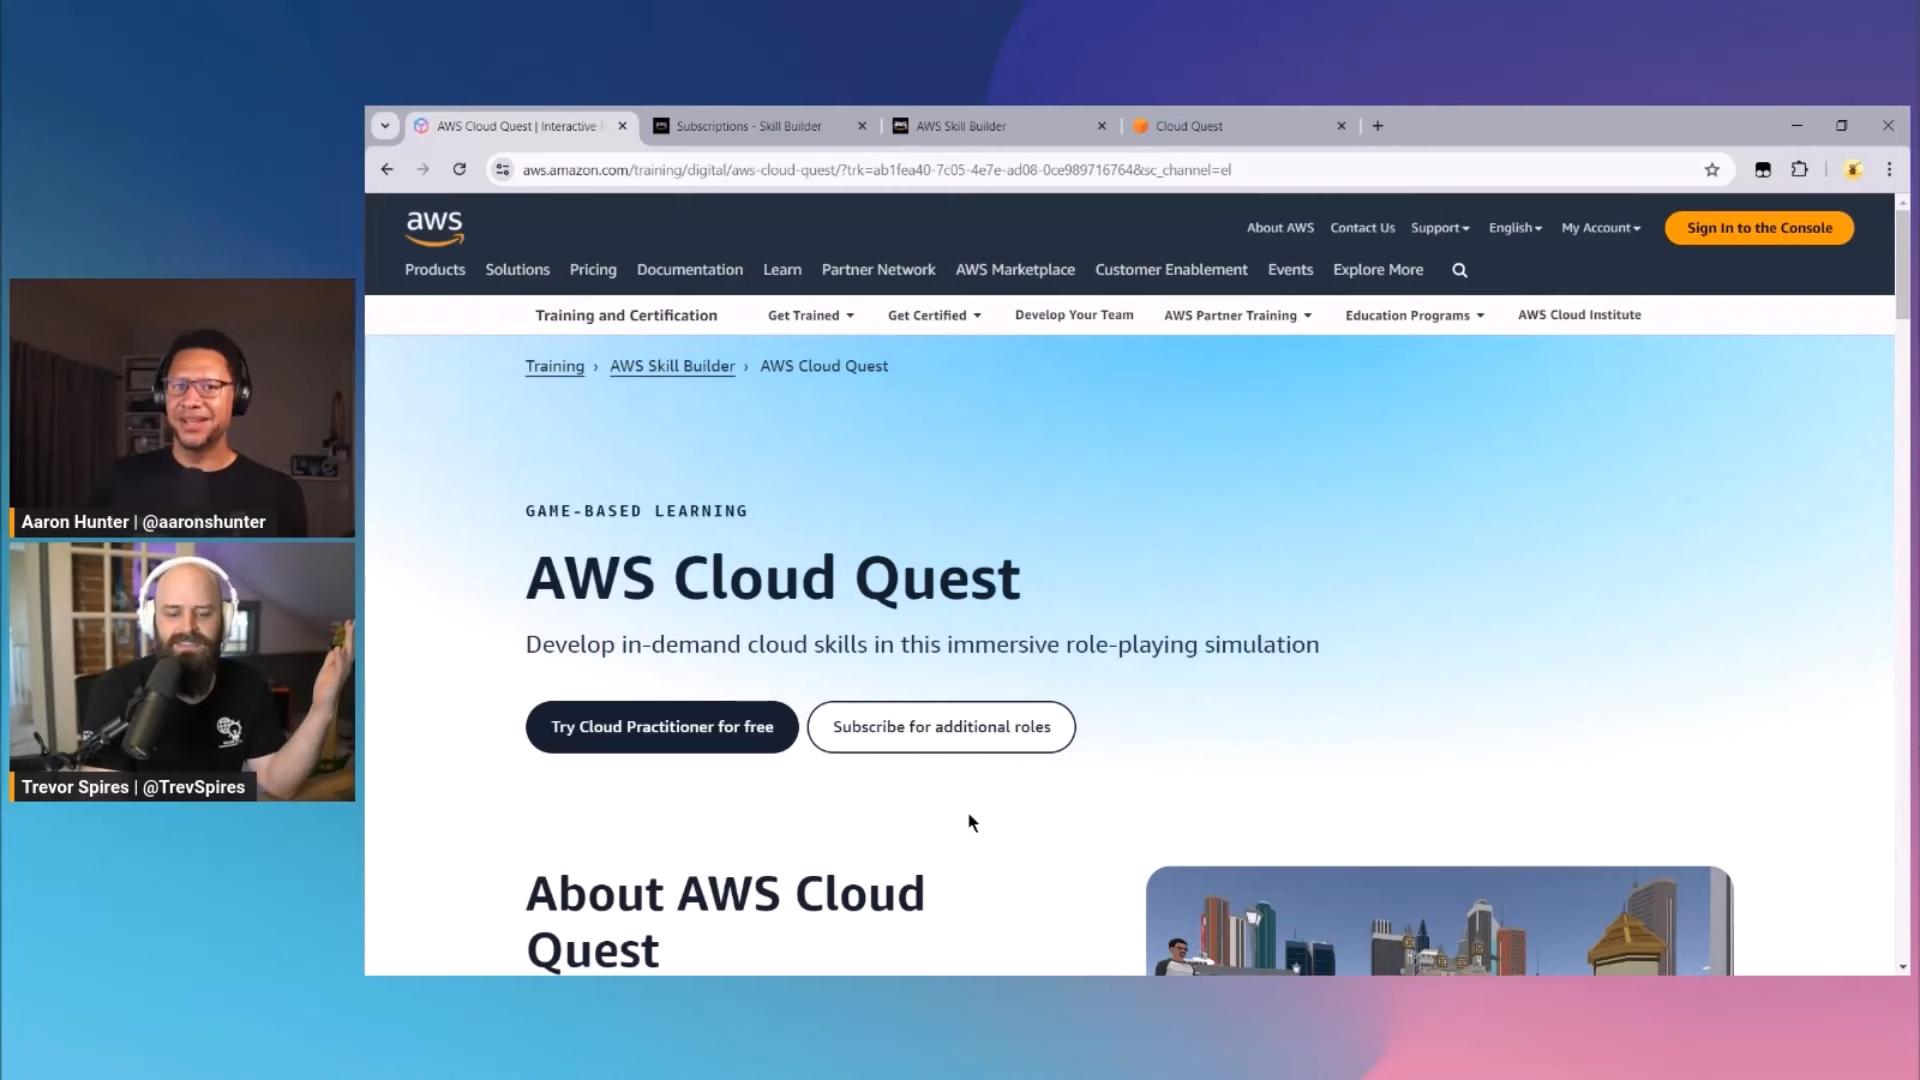 AWS Cloud Quest | Interactive
Subscriptions - Skill Builder
AWS Skill Builder
Cloud Quest
aws.amazon.com/training/digital/aws-cloud-quest/?trk=ab1fea40-7c05-4e7e-ad08-0ce989716764&sc_channel=el
aws
About AWS Contact Us Support English My Account Sign In to the Console
Products Solutions Pricing Documentation Learn Partner Network AWS Marketplace Customer Enablement Events Explore More
Training and Certification Get Trained Get Certified Develop Your Team AWS Partner Training Education Programs AWS Cloud Institute
Training › AWS Skill Builder › AWS Cloud Quest
GAME-BASED LEARNING
AWS Cloud Quest
Develop in-demand cloud skills in this immersive role-playing simulation
Try Cloud Practitioner for free Subscribe for additional roles
About AWS Cloud
Quest
Aaron Hunter | @aaronshunter
Trevor Spires | @TrevSpires